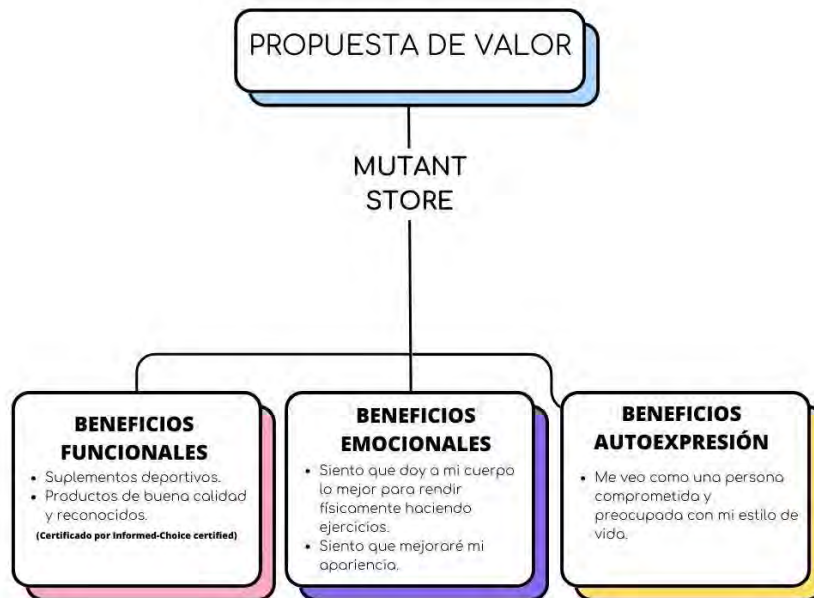 PROPUESTA DE VALOR
MUTANT
STORE
BENEFICIOS
FUNCIONALES
• Suplementos deportivos.
• Productos de buena calidad
y reconocidos.
(Certificado por Informed-Choice certified)
BENEFICIOS
EMOCIONALES
• Siento que doy a mi cuerpo
lo mejor para rendir
físicamente haciendo
ejercicios.
• Siento que mejoraré mi
apariencia.
BENEFICIOS
AUTOEXPRESIÓN
• Me veo como una persona
comprometida y
preocupada con mi estilo de
vida.